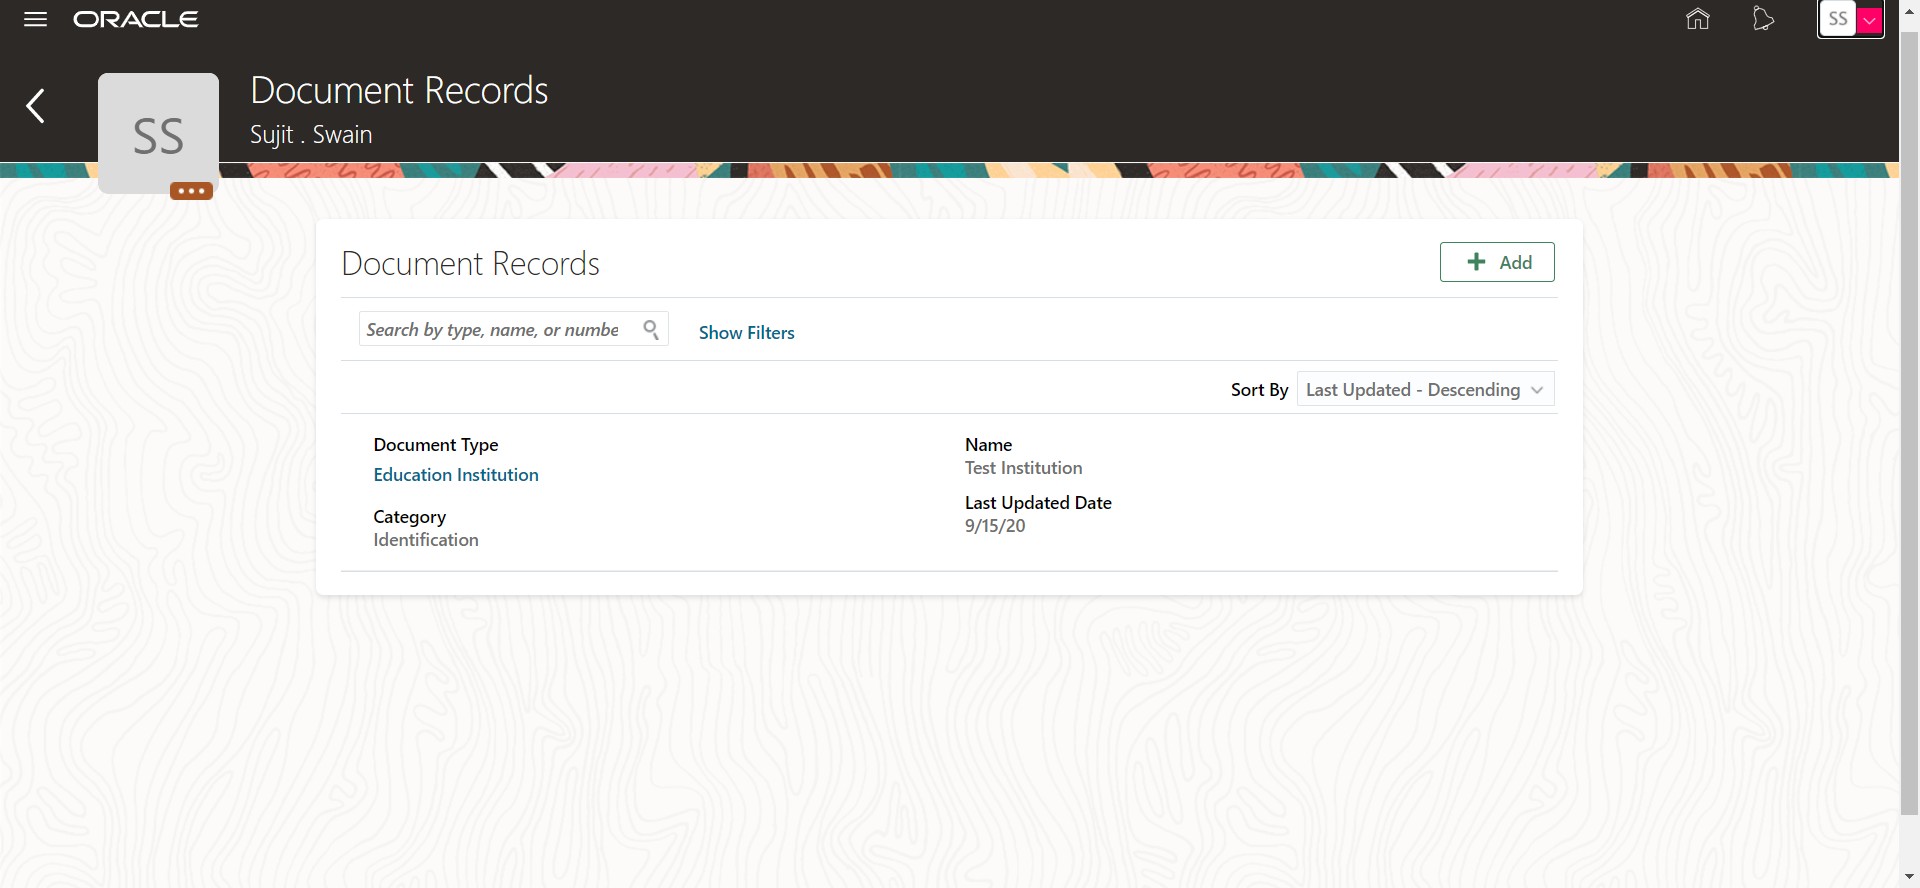 ORACLE
SS
Document Records
Sujit . Swain
SS
Document Records
Add
Search by type, name, or numbe
Show Filters
Sort By
Last Updated - Descending
Document Type
Education Institution
Category
Identification
Name
Test Institution
Last Updated Date
9/15/20